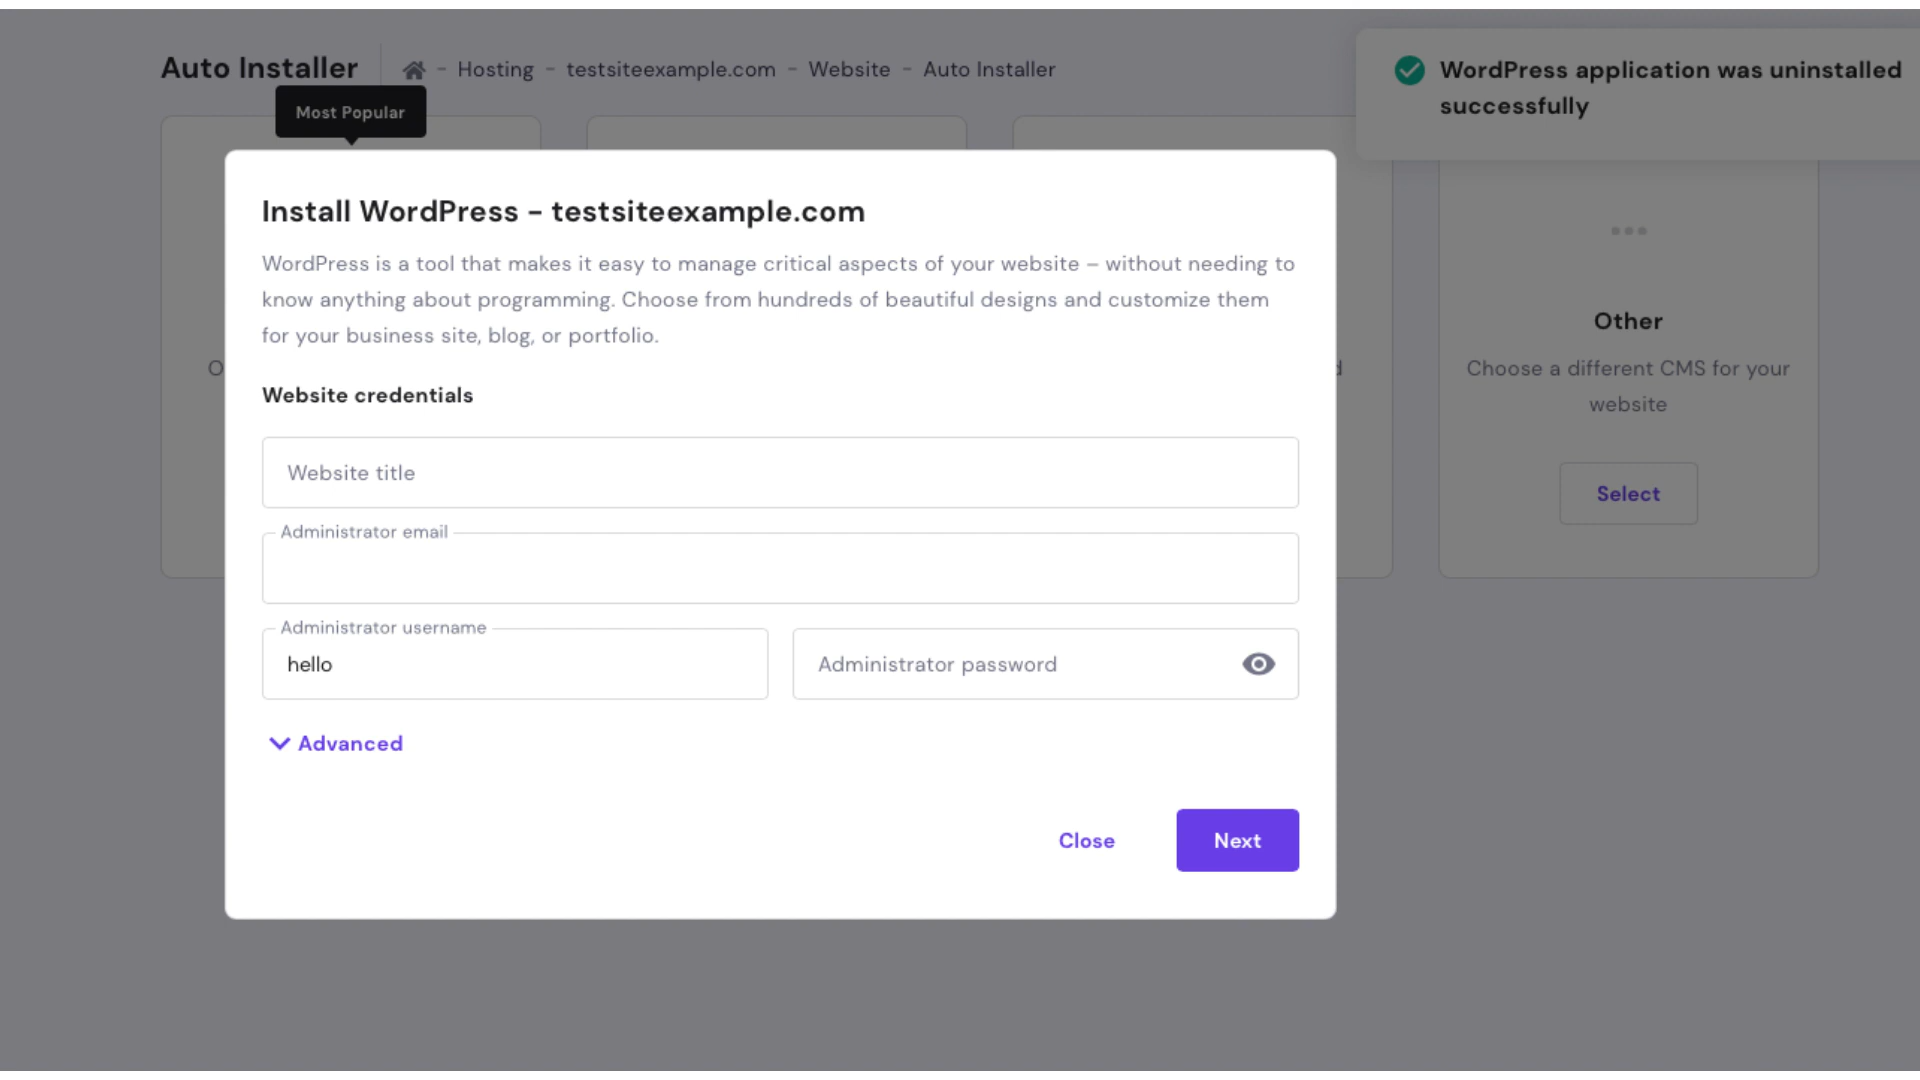 Auto Installer
- Hosting - testsiteexample.com - Website - Auto Installer
WordPress application was uninstalled
successfully
Most Popular
Install WordPress - testsiteexample.com
WordPress is a tool that makes it easy to manage critical aspects of your website – without needing to
know anything about programming. Choose from hundreds of beautiful designs and customize them
for your business site, blog, or portfolio.
Website credentials
Website title
Administrator email
Administrator username
hello
Administrator password
Advanced
Close
Next
Other
Choose a different CMS for your
website
Select